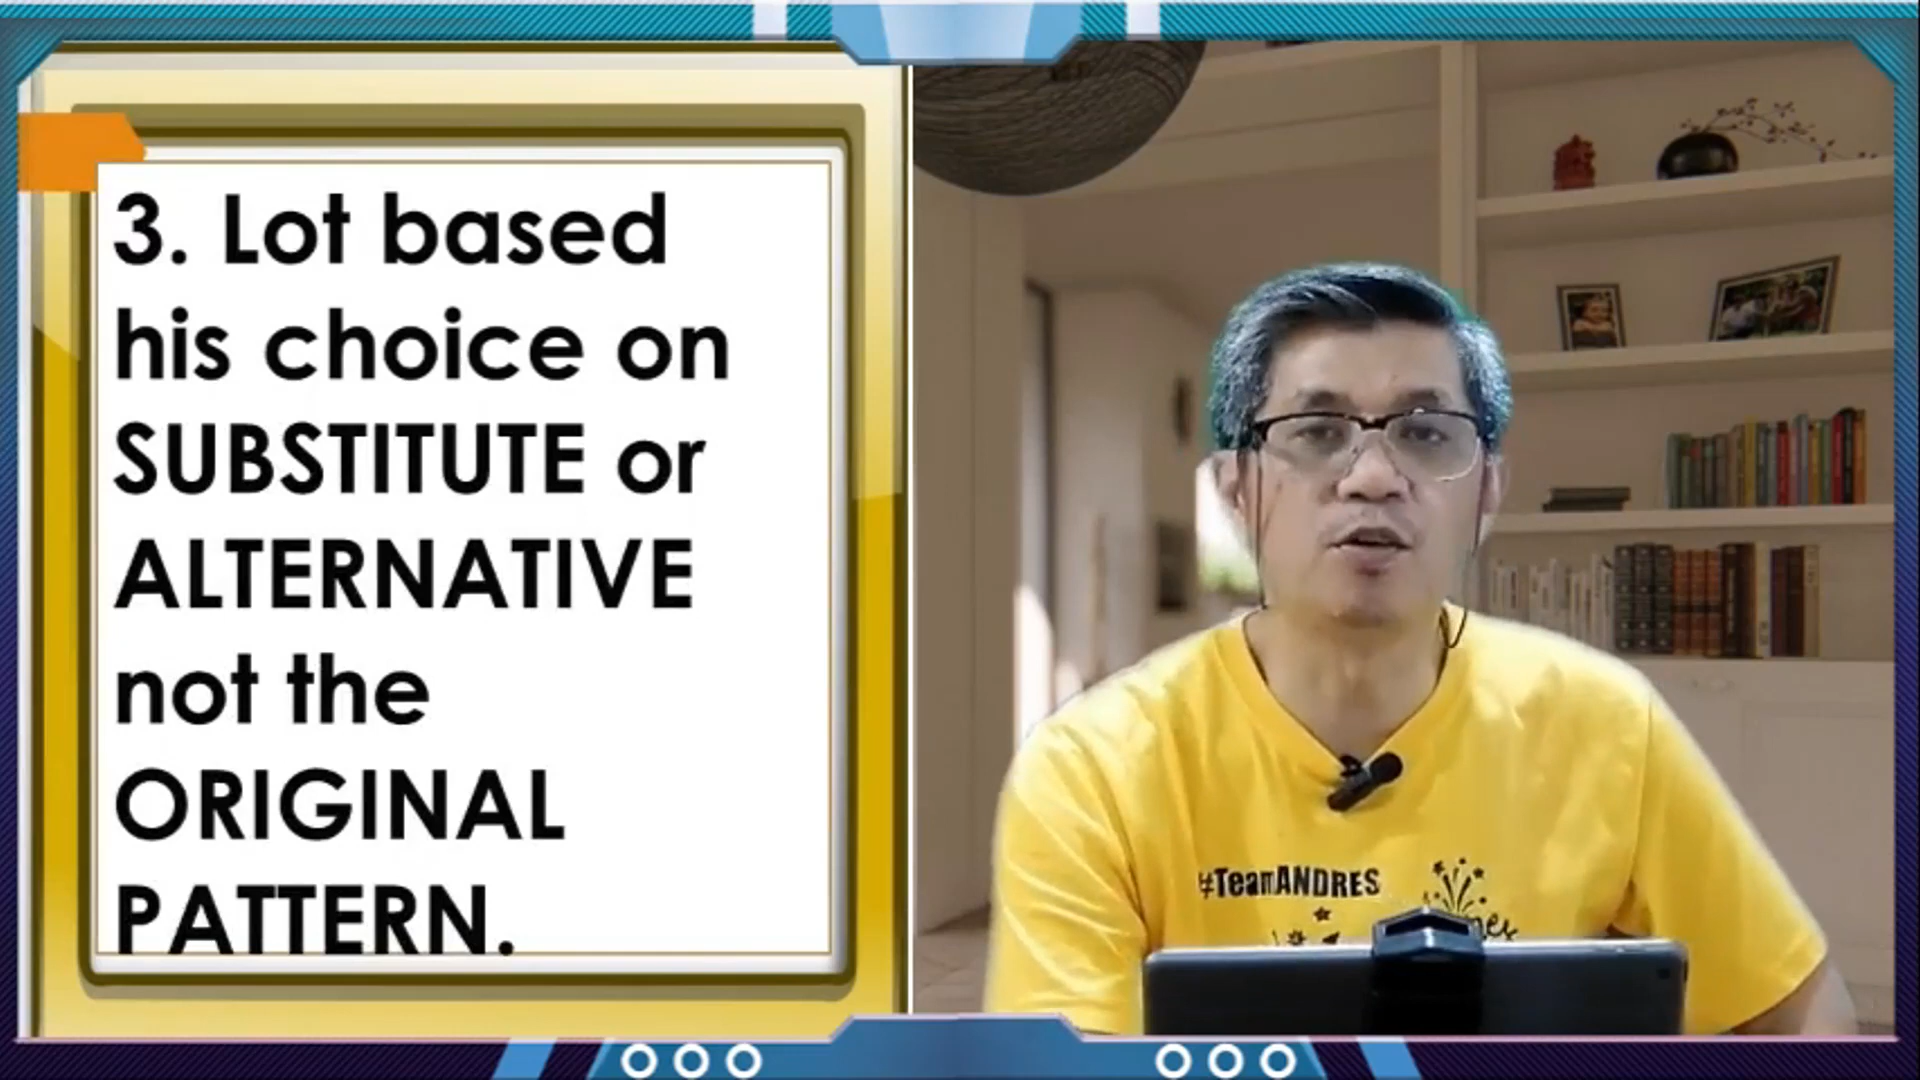 3. Lot based
his choice on
SUBSTITUTE or
ALTERNATIVE
not the
ORIGINAL
PATTERN.
#TeamANDRES